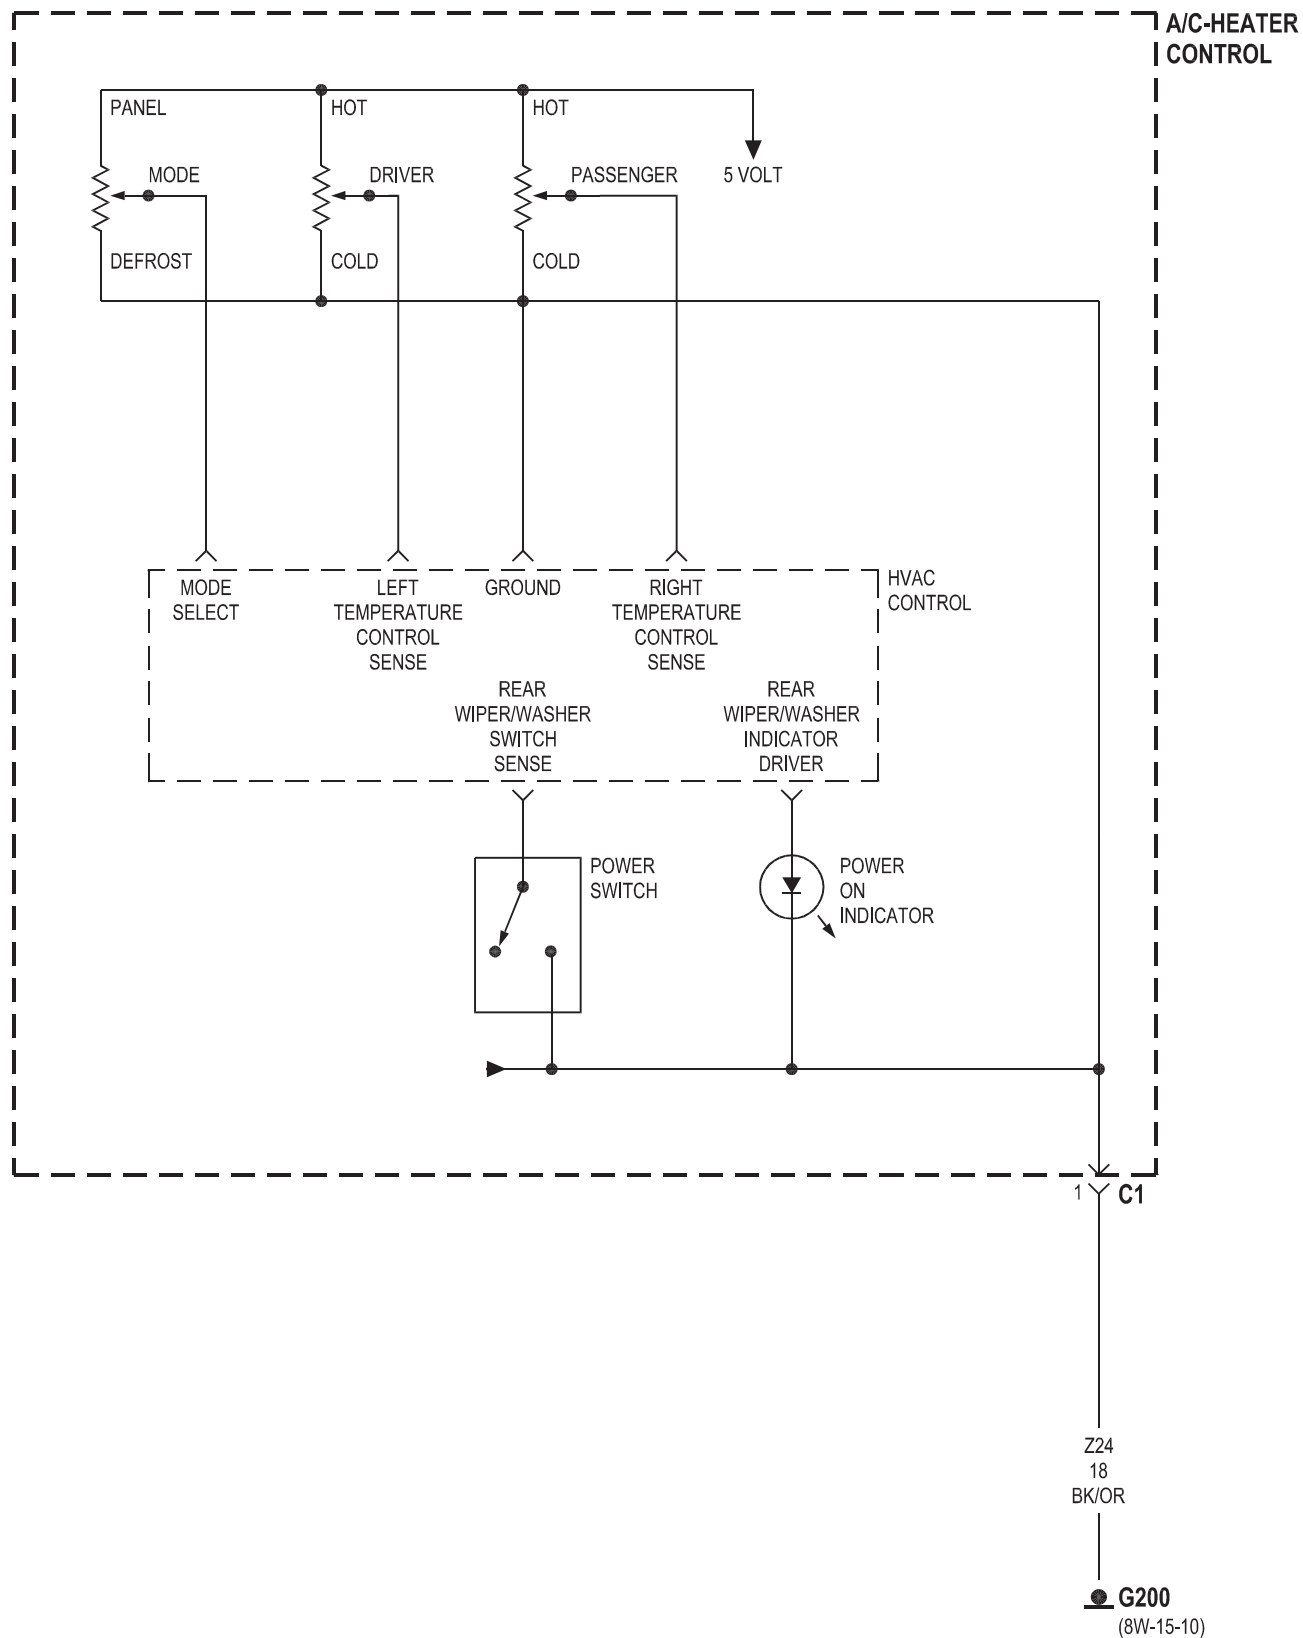 A/C-HEATER
CONTROL
PANEL
HOT
HOT
MODE
DRIVER
PASSENGER
5 VOLT
DEFROST
COLD
COLD
HVAC
CONTROL
MODE
SELECT
LEFT
TEMPERATURE
CONTROL
SENSE
GROUND
RIGHT
TEMPERATURE
CONTROL
SENSE
REAR
WIPER/WASHER
SWITCH
SENSE
REAR
WIPER/WASHER
INDICATOR
DRIVER
POWER
SWITCH
POWER
ON
INDICATOR
1
C1
Z24
18
BK/OR
G200
(8W-15-10)